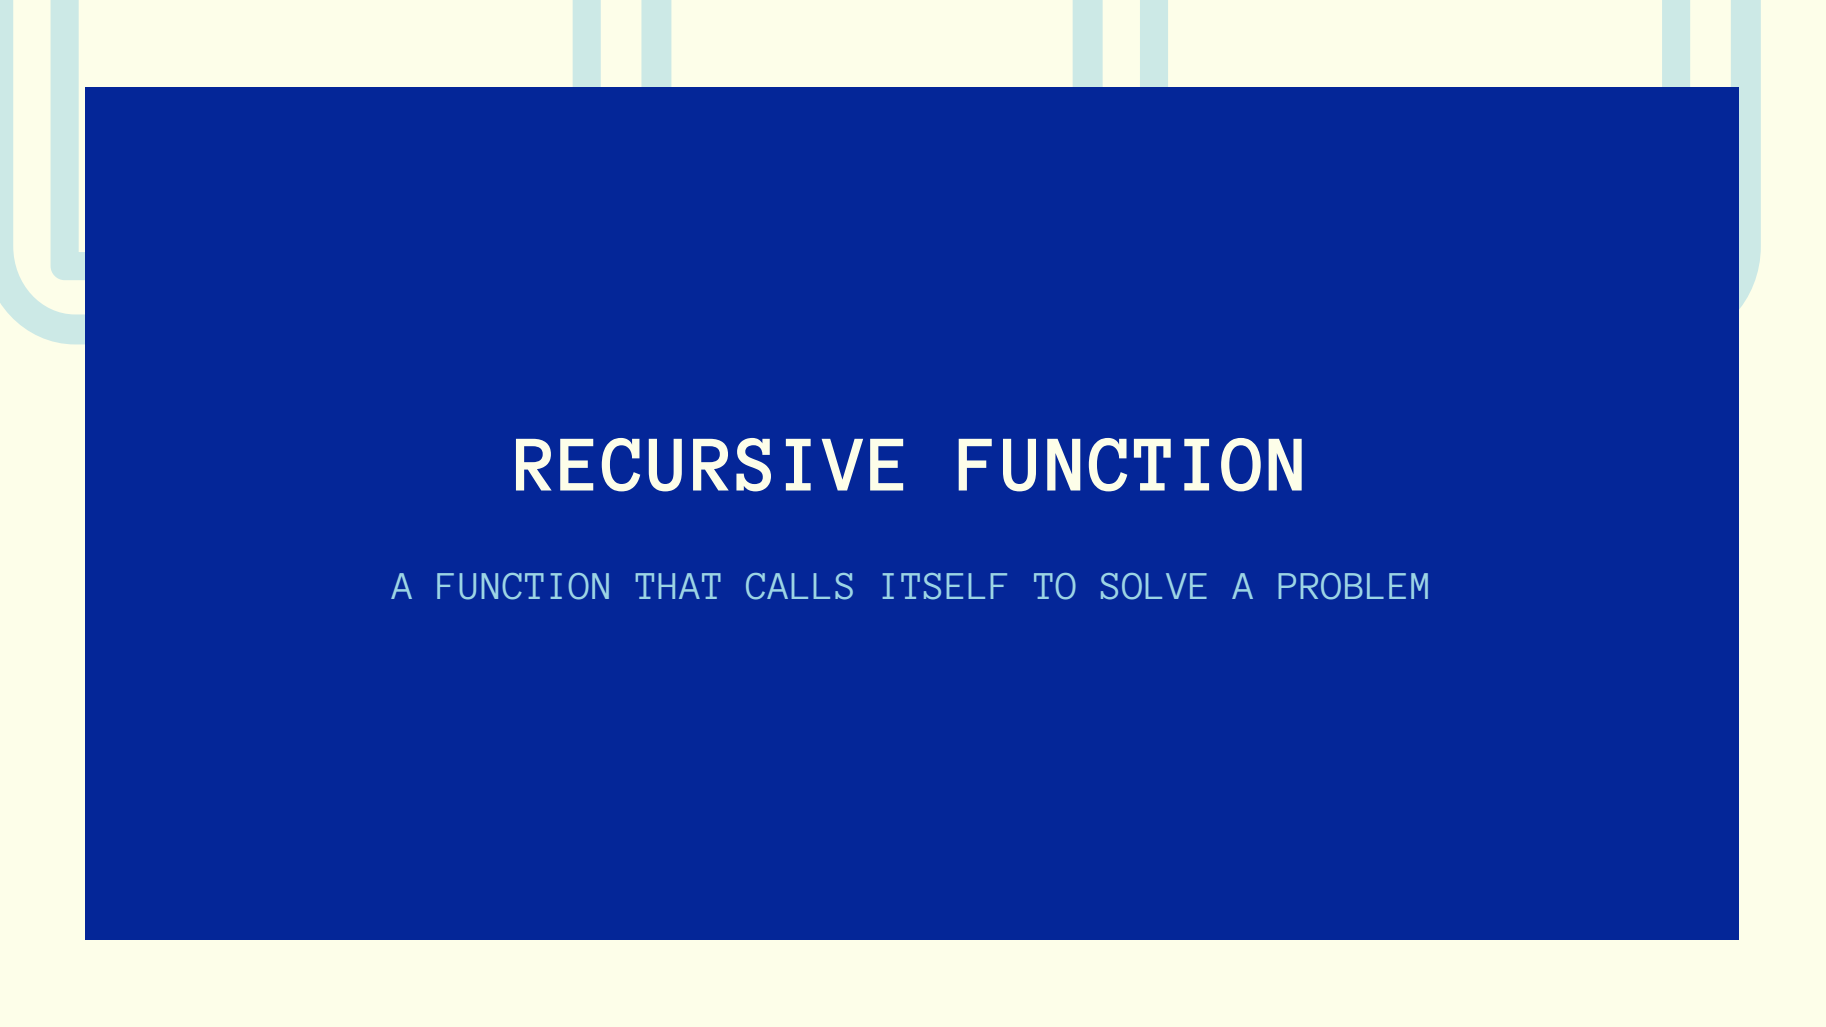 RECURSIVE FUNCTION
A FUNCTION THAT CALLS ITSELF TO SOLVE A PROBLEM